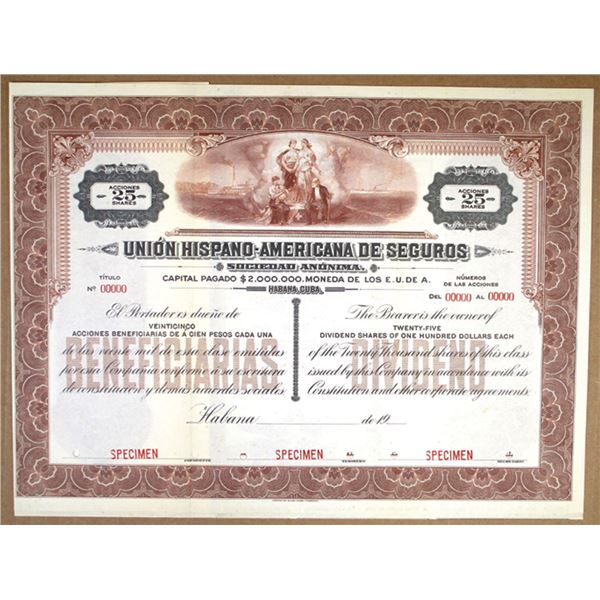 ACCIONES
25
SHARES
ACCIONES
25
SHARES
UNIÓN HISPANO-AMERICANA DE SEGUROS
SOCIEDAD ANÓNIMA.
CAPITAL PAGADO $2.000.000. MONEDA DE LOS E.U. DE A.
HABANA, CUBA.
TÍTULO
Nº 00000
NÚMEROS
DE LAS ACCIONES
DEL 00000 AL 00000
El Portador es dueño de
VEINTICINCO
ACCIONES BENEFICIARIAS DE Á CIEN PESOS CADA UNA
de las veinte mil de esta clase emitidas
por esta Compañía conforme á su escritura
de constitución y demás acuerdos sociales.
BENEFICIARIAS
The Bearer is the owner of
TWENTY-FIVE
DIVIDEND SHARES OF ONE HUNDRED DOLLARS EACH
of the Twenty Thousand shares of this class
issued by this Company in accordance with its
Constitution and other corporate agreements.
DIVIDEND
Habana de 19
SPECIMEN SPECIMEN SPECIMEN